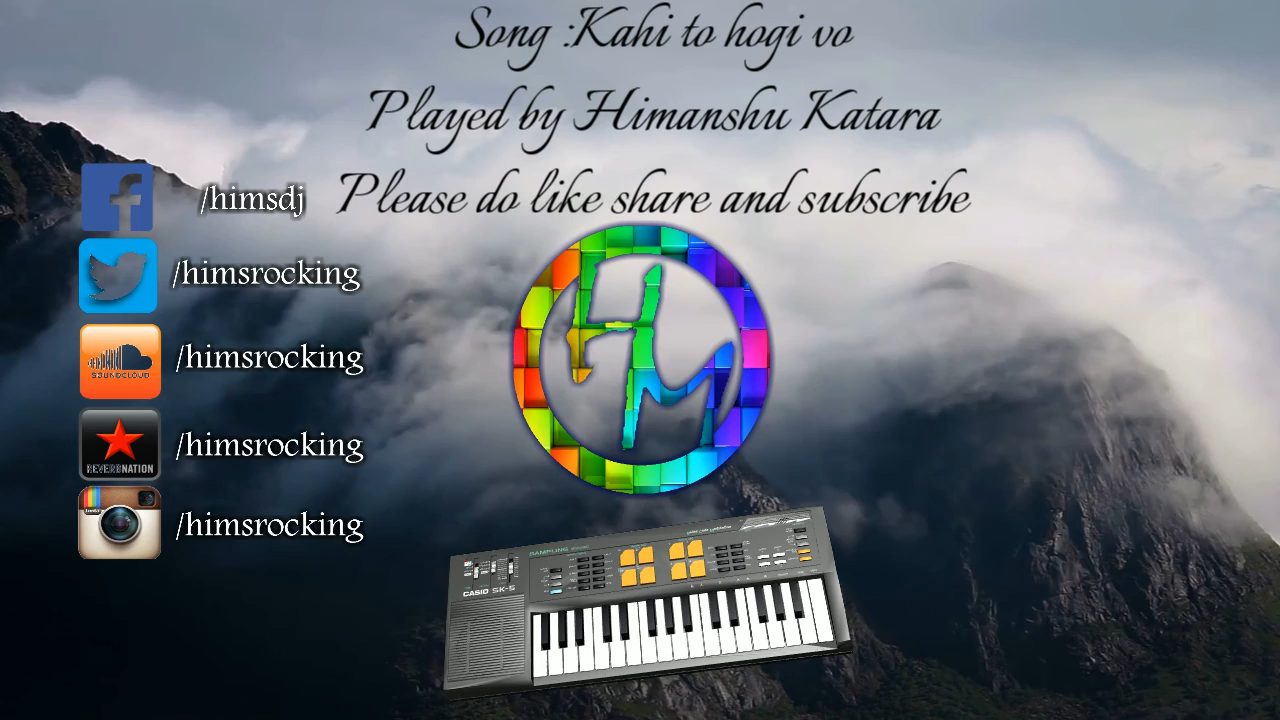 Song :Kahi to hogi vo
Played by Himanshu Katara
Please do like share and subscribe
/himsdj
/himsrocking
SOUNDCLOUD
/himsrocking
REVERBNATION
/himsrocking
/himsrocking
HM
SAMPLING
CASIO SK-5